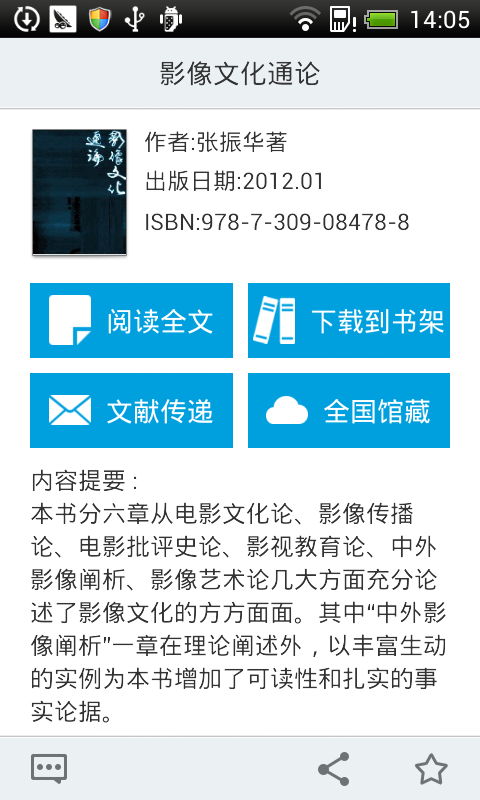 14:05
影像文化通论
影像文化
通论
作者:张振华著
出版日期:2012.01
ISBN:978-7-309-08478-8
阅读全文
下载到书架
文献传递
全国馆藏
内容提要 :
本书分六章从电影文化论、影像传播
论、电影批评史论、影视教育论、中外
影像阐析、影像艺术论几大方面充分论
述了影像文化的方方面面。其中“中外影
像阐析”一章在理论阐述外，以丰富生动
的实例为本书增加了可读性和扎实的事
实论据。